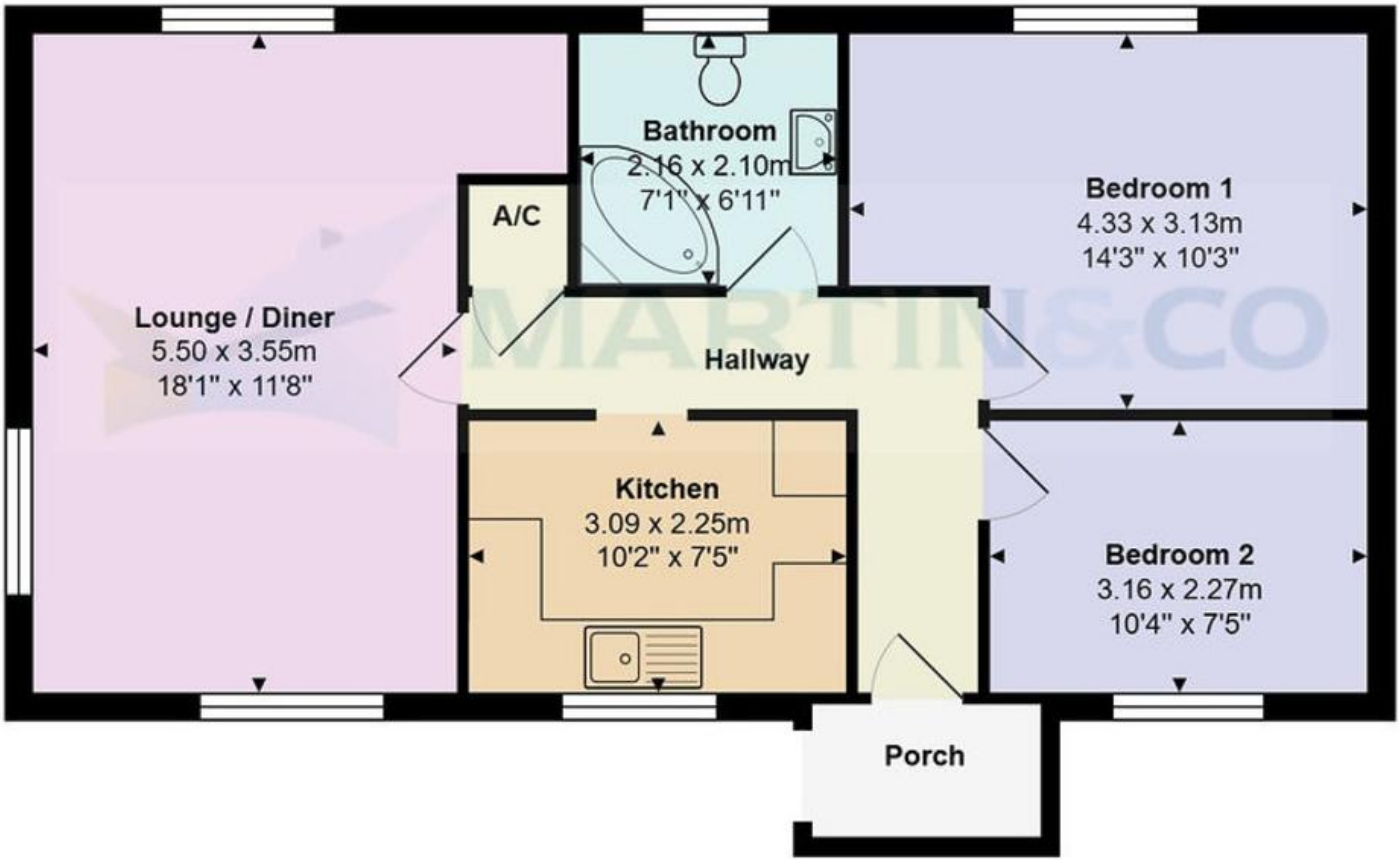 Bathroom
2.16 x 2.10m
7'1" x 6'11"
Bedroom 1
4.33 x 3.13m
14'3" x 10'3"
A/C
Lounge / Diner
5.50 x 3.55m
18'1" x 11'8"
MARTIN&CO
Hallway
Kitchen
3.09 x 2.25m
10'2" x 7'5"
Bedroom 2
3.16 x 2.27m
10'4" x 7'5"
Porch